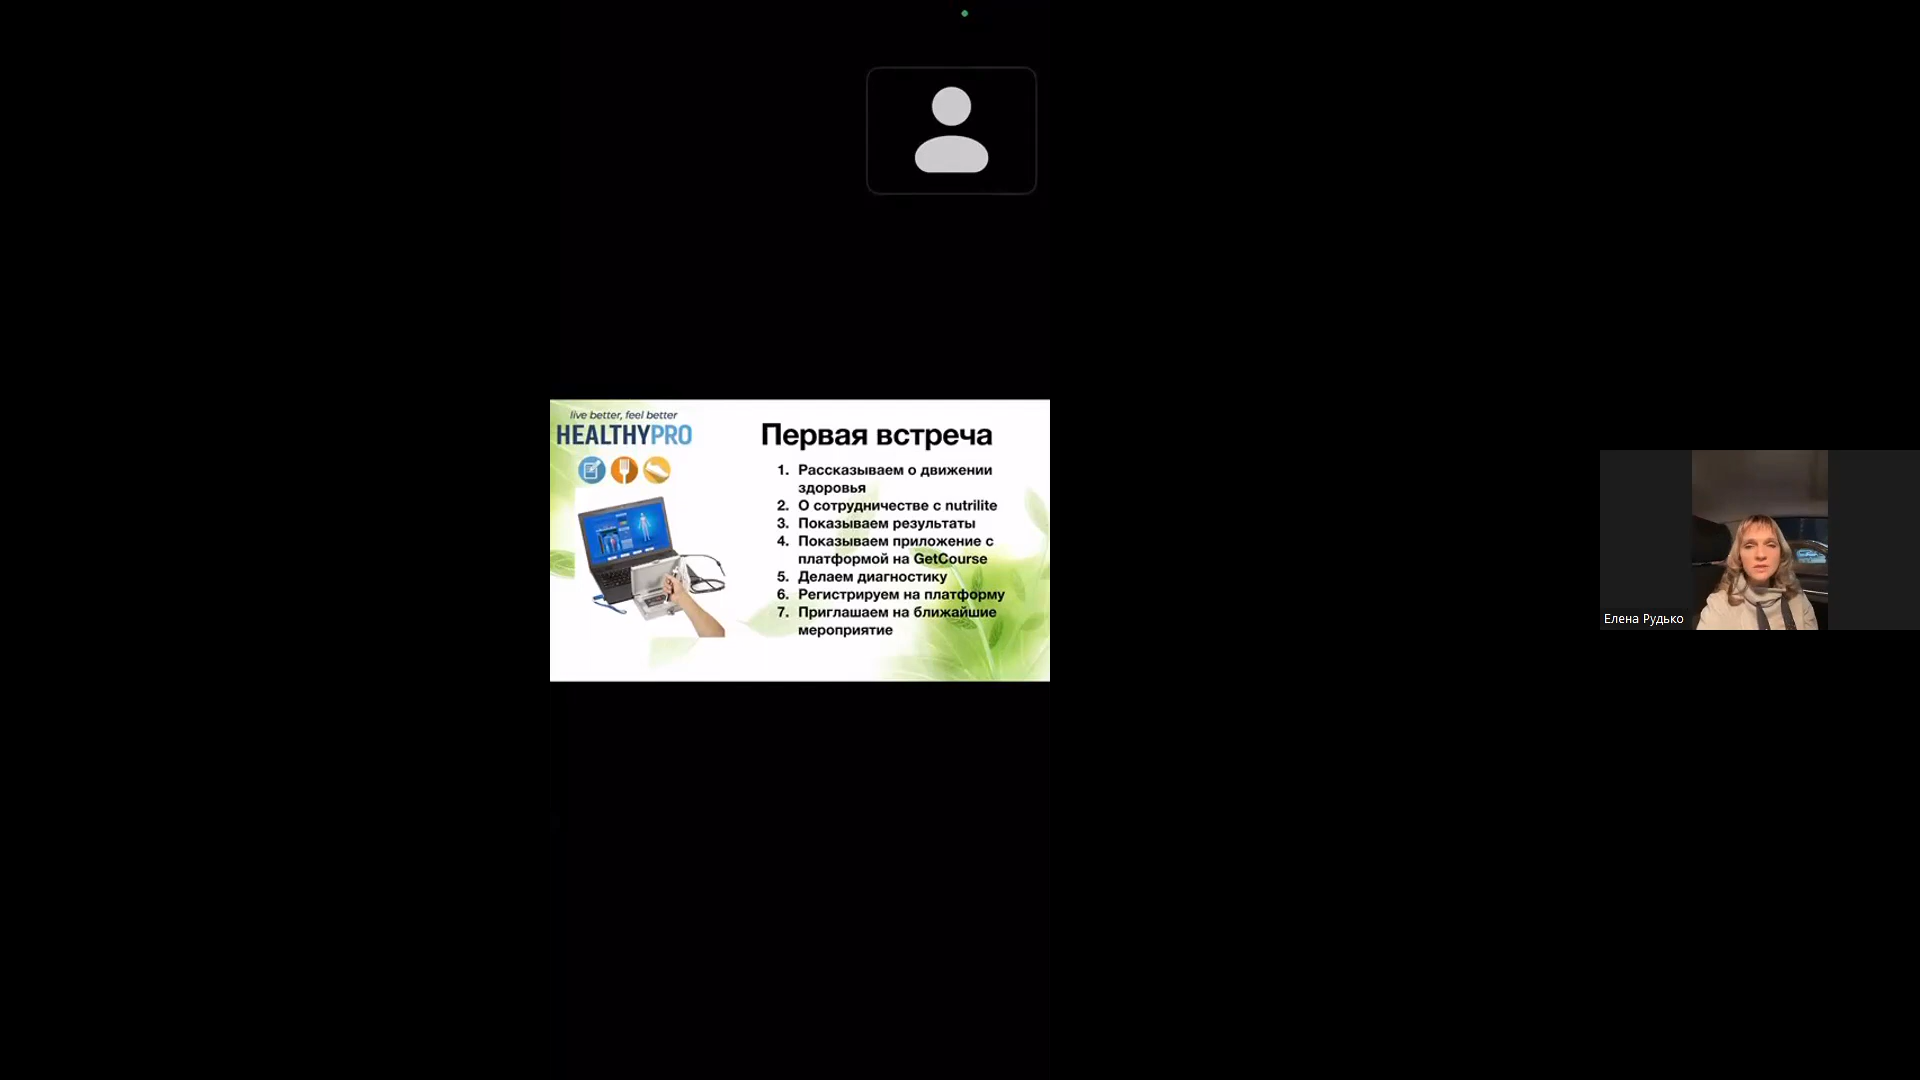 live better, feel better
HEALTHYPRO
Первая встреча
1. Рассказываем о движении
здоровья
2. О сотрудничестве с nutrilite
3. Показываем результаты
4. Показываем приложение с
платформой на GetCourse
5. Делаем диагностику
6. Регистрируем на платформу
7. Приглашаем на ближайшие
мероприятие
Елена Рудько